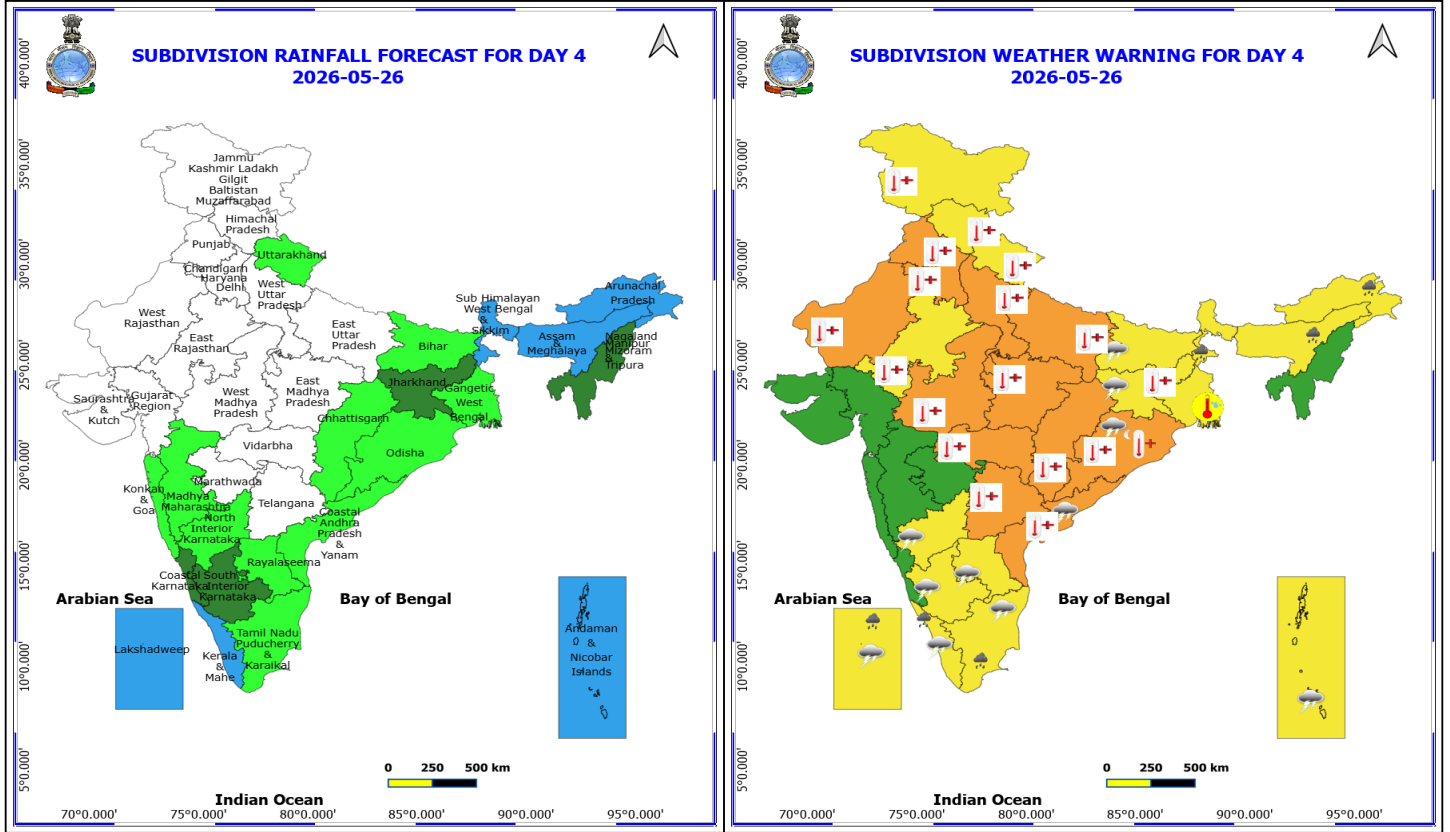 SUBDIVISION RAINFALL FORECAST FOR DAY 4
2026-05-26
40°0.000'
35°0.000'
30°0.000'
25°0.000'
20°0.000'
15°0.000'
10°0.000'
5°0.000'
Jammu
Kashmir Ladakh
Gilgit
Baltistan
Muzaffarabad
Himachal
Pradesh
Punjab
Uttarakhand
Chandigarh
Haryana
Delhi
West
Uttar
Pradesh
West
Rajasthan
East
Rajasthan
East
Uttar
Pradesh
Sub Himalayan
West Bengal
&
Sikkim
Arunachal
Pradesh
Assam
&
Meghalaya
Nagaland
Manipur
Mizoram
&
Tripura
Bihar
Jharkhand
Gangetic
West
Bengal
Saurashtra
&
Kutch
Gujarat
Region
West
Madhya
Pradesh
East
Madhya
Pradesh
Chhattisgarh
Vidarbha
Odisha
Marathwada
Konkan
&
Goa
Madhya
Maharashtra
Telangana
North
Interior
Karnataka
Coastal
Andhra
Pradesh
&
Yanam
Rayalaseema
Coastal
Karnataka
South
Interior
Karnataka
Tamil Nadu
Puducherry
&
Karaikal
Kerala
&
Mahe
Lakshadweep
Andaman
&
Nicobar
Islands
Arabian Sea
Bay of Bengal
0 250 500 km
Indian Ocean
70°0.000' 75°0.000' 80°0.000' 85°0.000' 90°0.000' 95°0.000'
SUBDIVISION WEATHER WARNING FOR DAY 4
2026-05-26
40°0.000'
35°0.000'
30°0.000'
25°0.000'
20°0.000'
15°0.000'
10°0.000'
5°0.000'
Arabian Sea
Bay of Bengal
0 250 500 km
Indian Ocean
70°0.000' 75°0.000' 80°0.000' 85°0.000' 90°0.000' 95°0.000'